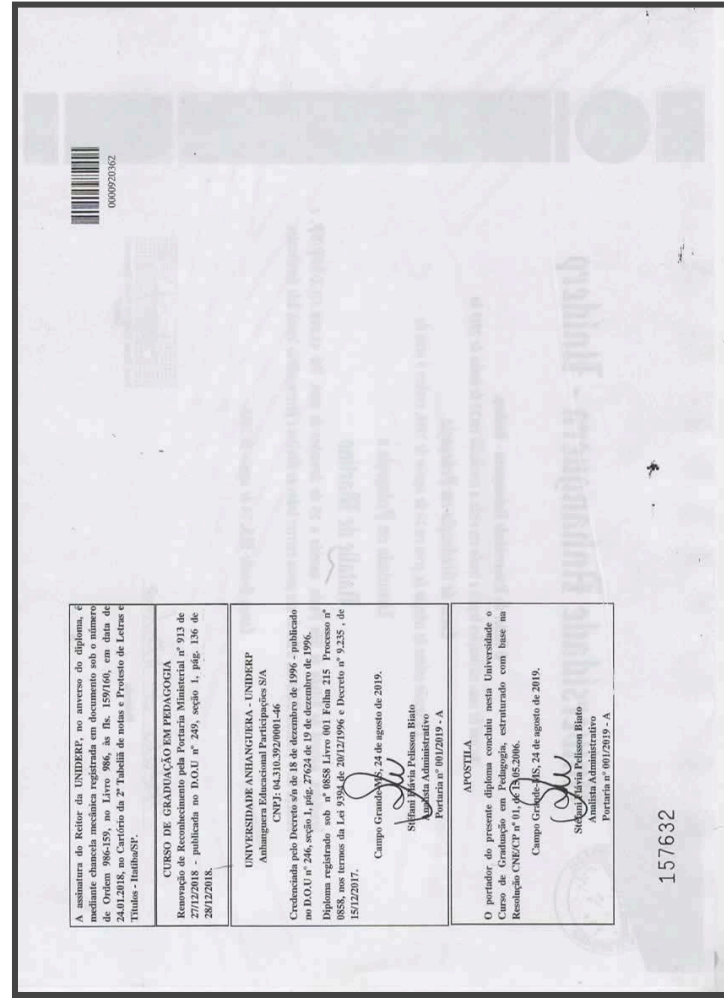 0000920362
A assinatura do Reitor da UNIDERP, no anverso do diploma, é
mediante chancela mecânica registrada em documento sob o número
de Ordem 986-159, no Livro 986, às fls. 159/160, em data de
24.01.2018, no Cartório da 2ª Tabeliã de notas e Protesto de Letras e
Títulos - Itatiba/SP.
CURSO DE GRADUAÇÃO EM PEDAGOGIA
Renovação de Reconhecimento pela Portaria Ministerial nº 913 de
27/12/2018 - publicada no D.O.U nº 249, seção 1, pág. 136 de
28/12/2018.
UNIVERSIDADE ANHANGUERA - UNIDERP
Anhanguera Educacional Participações S/A
CNPJ: 04.310.392/0001-46
Credenciada pelo Decreto s/n de 18 de dezembro de 1996 - publicado
no D.O.U nº 246, seção 1, pág. 27624 de 19 de dezembro de 1996.
Diploma registrado sob nº 0858 Livro 001 Folha 215 Processo nº
0858, nos termos da Lei 9394 de 20/12/1996 e Decreto nº 9.235 , de
15/12/2017.
Campo Grande-MS, 24 de agosto de 2019.
Stefani Flávia Pelisson Biato
Analista Administrativo
Portaria nº 001/2019 - A
APOSTILA
O portador do presente diploma concluiu nesta Universidade o
Curso de Graduação em Pedagogia, estruturado com base na
Resolução CNE/CP nº 01, de 15.05.2006.
Campo Grande-MS, 24 de agosto de 2019.
Stefani Flávia Pelisson Biato
Analista Administrativo
Portaria nº 001/2019 - A
157632